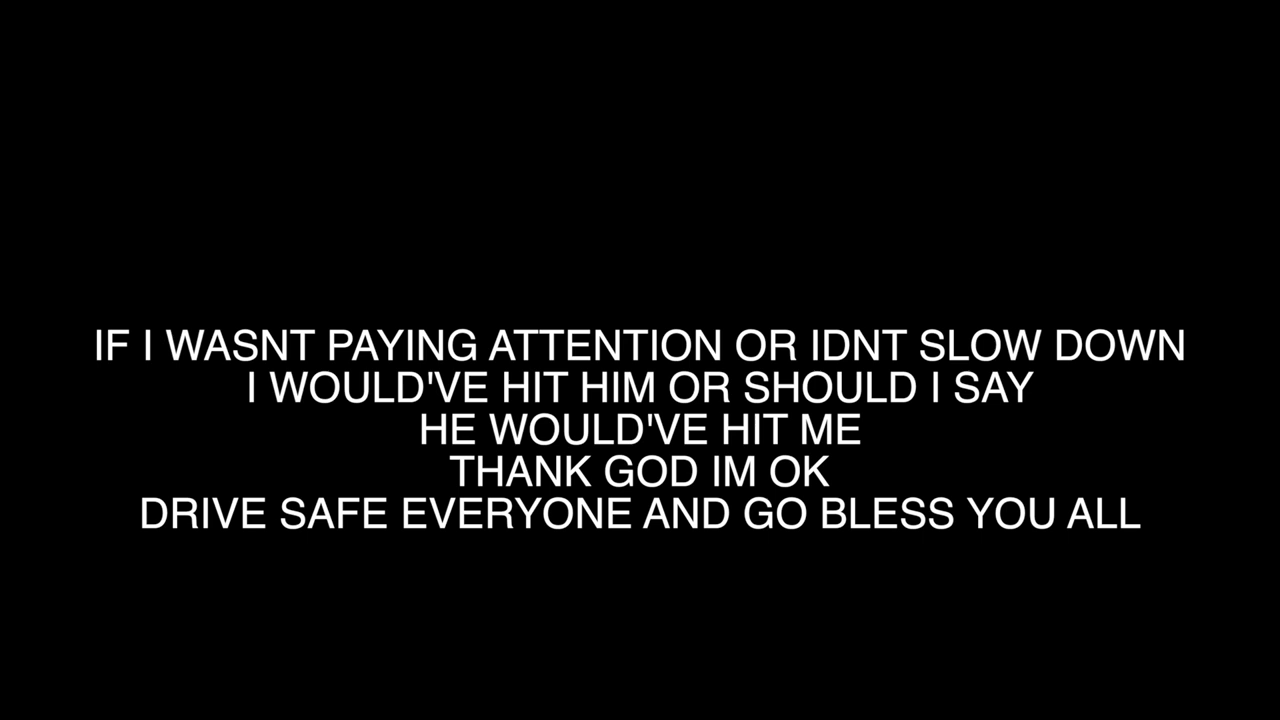 IF I WASNT PAYING ATTENTION OR IDNT SLOW DOWN
I WOULD'VE HIT HIM OR SHOULD I SAY
HE WOULD'VE HIT ME
THANK GOD IM OK
DRIVE SAFE EVERYONE AND GO BLESS YOU ALL